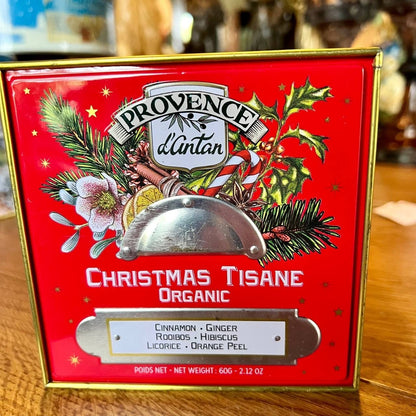 PROVENCE
d'antan
CHRISTMAS TISANE
ORGANIC
CINNAMON • GINGER
ROOIBOS • HIBISCUS
LICORICE • ORANGE PEEL
POIDS NET - NET WEIGHT : 60G - 2.12 OZ